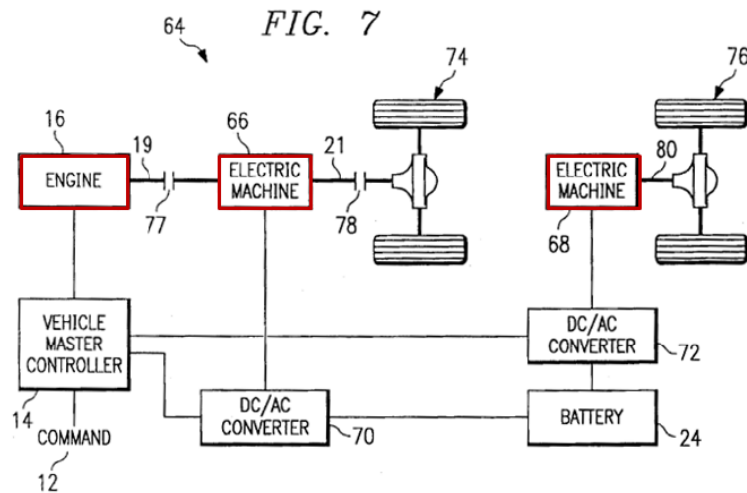 FIG. 7
64
74
76
16
19
66
21
80
ENGINE
ELECTRIC
MACHINE
ELECTRIC
MACHINE
77
78
68
VEHICLE
MASTER
CONTROLLER
DC/AC
CONVERTER
72
14
DC/AC
CONVERTER
70
BATTERY
24
COMMAND
12